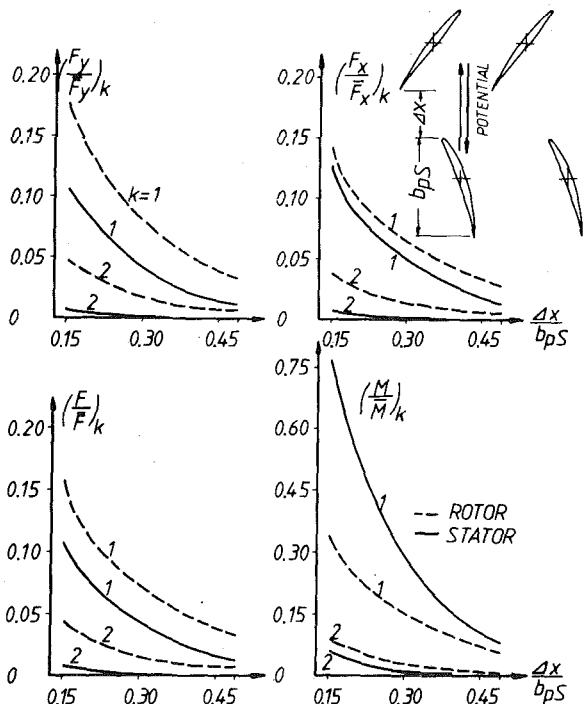 (Fy/F̄y)k
0.20
0.15
0.10
0.05
0
k=1
1
2
2
0.15 0.30 0.45
(Fx/F̄x)k
0.20
0.15
0.10
0.05
0
1
1
2
2
0.15 0.30 0.45
Δx/bpS
Δx
bpS
POTENTIAL
(F/F̄)k
0.20
0.15
0.10
0.05
0
1
1
2
2
0.15 0.30 0.45
(M/M̄)k
0.75
0.60
0.45
0.30
0.15
0
1
1
2
2
ROTOR
STATOR
0.15 0.30 0.45
Δx/bpS